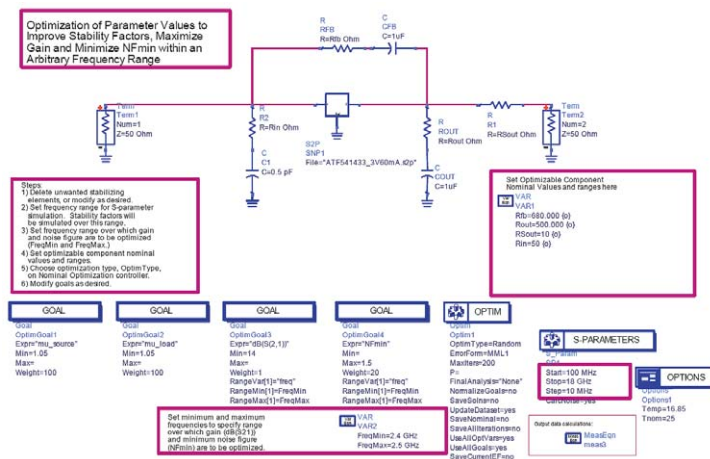 Optimization of Parameter Values to
Improve Stability Factors, Maximize
Gain and Minimize NFmin within an
Arbitrary Frequency Range
R
RFB
R=Rfb Ohm
C
CFB
C=1uF
Term
Term1
Num=1
Z=50 Ohm
R
R2
R=Rin Ohm
C
C1
C=0.5 pF
S2P
SNP1
File="ATF541433_3V60mA.s2p"
R
ROUT
R=Rout Ohm
C
COUT
C=1uF
R
R1
R=RSout Ohm
Term
Term2
Num=2
Z=50 Ohm
Steps:
1) Delete unwanted stabilizing
elements, or modify as desired.
2) Set frequency range for S-parameter
simulation. Stability factors will
be simulated over this range.
3) Set frequency range over which gain
and noise figure are to be optimized
(FreqMin and FreqMax.)
4) Set optimizable component nominal
values and ranges.
5) Choose optimization type, OptimType,
on Nominal Optimization controller.
6) Modify goals as desired.
Set Optimizable Component
Nominal Values and ranges here
VAR
VAR
VAR1
Rfb=680.000 {o}
Rout=500.000 {o}
RSout=10 {o}
Rin=50 {o}
GOAL
Goal
OptimGoal1
Expr="mu_source"
Min=1.05
Max=
Weight=100
GOAL
Goal
OptimGoal2
Expr="mu_load"
Min=1.05
Max=
Weight=100
GOAL
Goal
OptimGoal3
Expr="dB(S(2,1))"
Min=14
Max=
Weight=1
RangeVar[1]="freq"
RangeMin[1]=FreqMin
RangeMax[1]=FreqMax
GOAL
Goal
OptimGoal4
Expr="NFmin"
Min=
Max=1.5
Weight=20
RangeVar[1]="freq"
RangeMin[1]=FreqMin
RangeMax[1]=FreqMax
OPTIM
Optim
Optim1
OptimType=Random
ErrorForm=MML1
MaxIters=200
P=
FinalAnalysis="None"
NormalizeGoals=no
SaveSolns=no
UpdateDataset=yes
SaveNominal=no
SaveAllIterations=no
UseAllOptVars=yes
UseAllGoals=yes
SaveCurrentEF=no
S-PARAMETERS
S_Param
Start=100 MHz
Stop=18 GHz
Step=10 MHz
CalcNoise=yes
OPTIONS
Options
Options1
Temp=16.85
Tnom=25
Set minimum and maximum
frequencies to specify range
over which gain (dB(S21))
and minimum noise figure
(NFmin) are to be optimized.
VAR
VAR
VAR2
FreqMin=2.4 GHz
FreqMax=2.5 GHz
Output data calculations:
MeasEqn
meas3